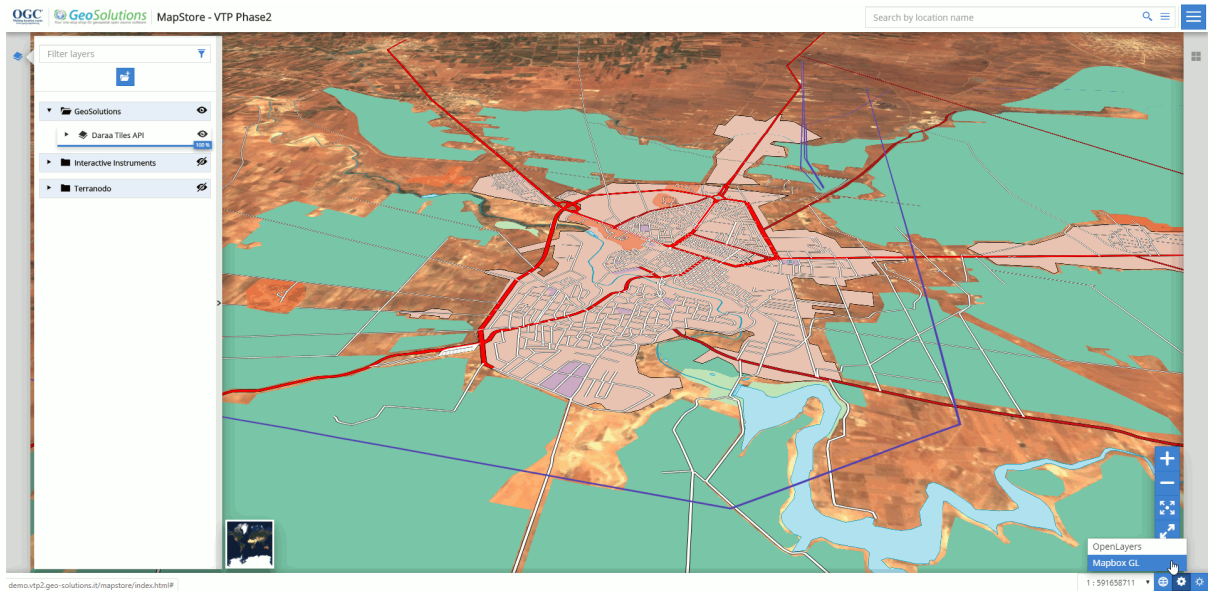 OGC GeoSolutions MapStore - VTP Phase2
Search by location name
Filter layers
GeoSolutions
Daraa Tiles API
100 %
Interactive Instruments
Terranodo
OpenLayers
Mapbox GL
demo.vtp2.geo-solutions.it/mapstore/index.html#
1 : 591658711